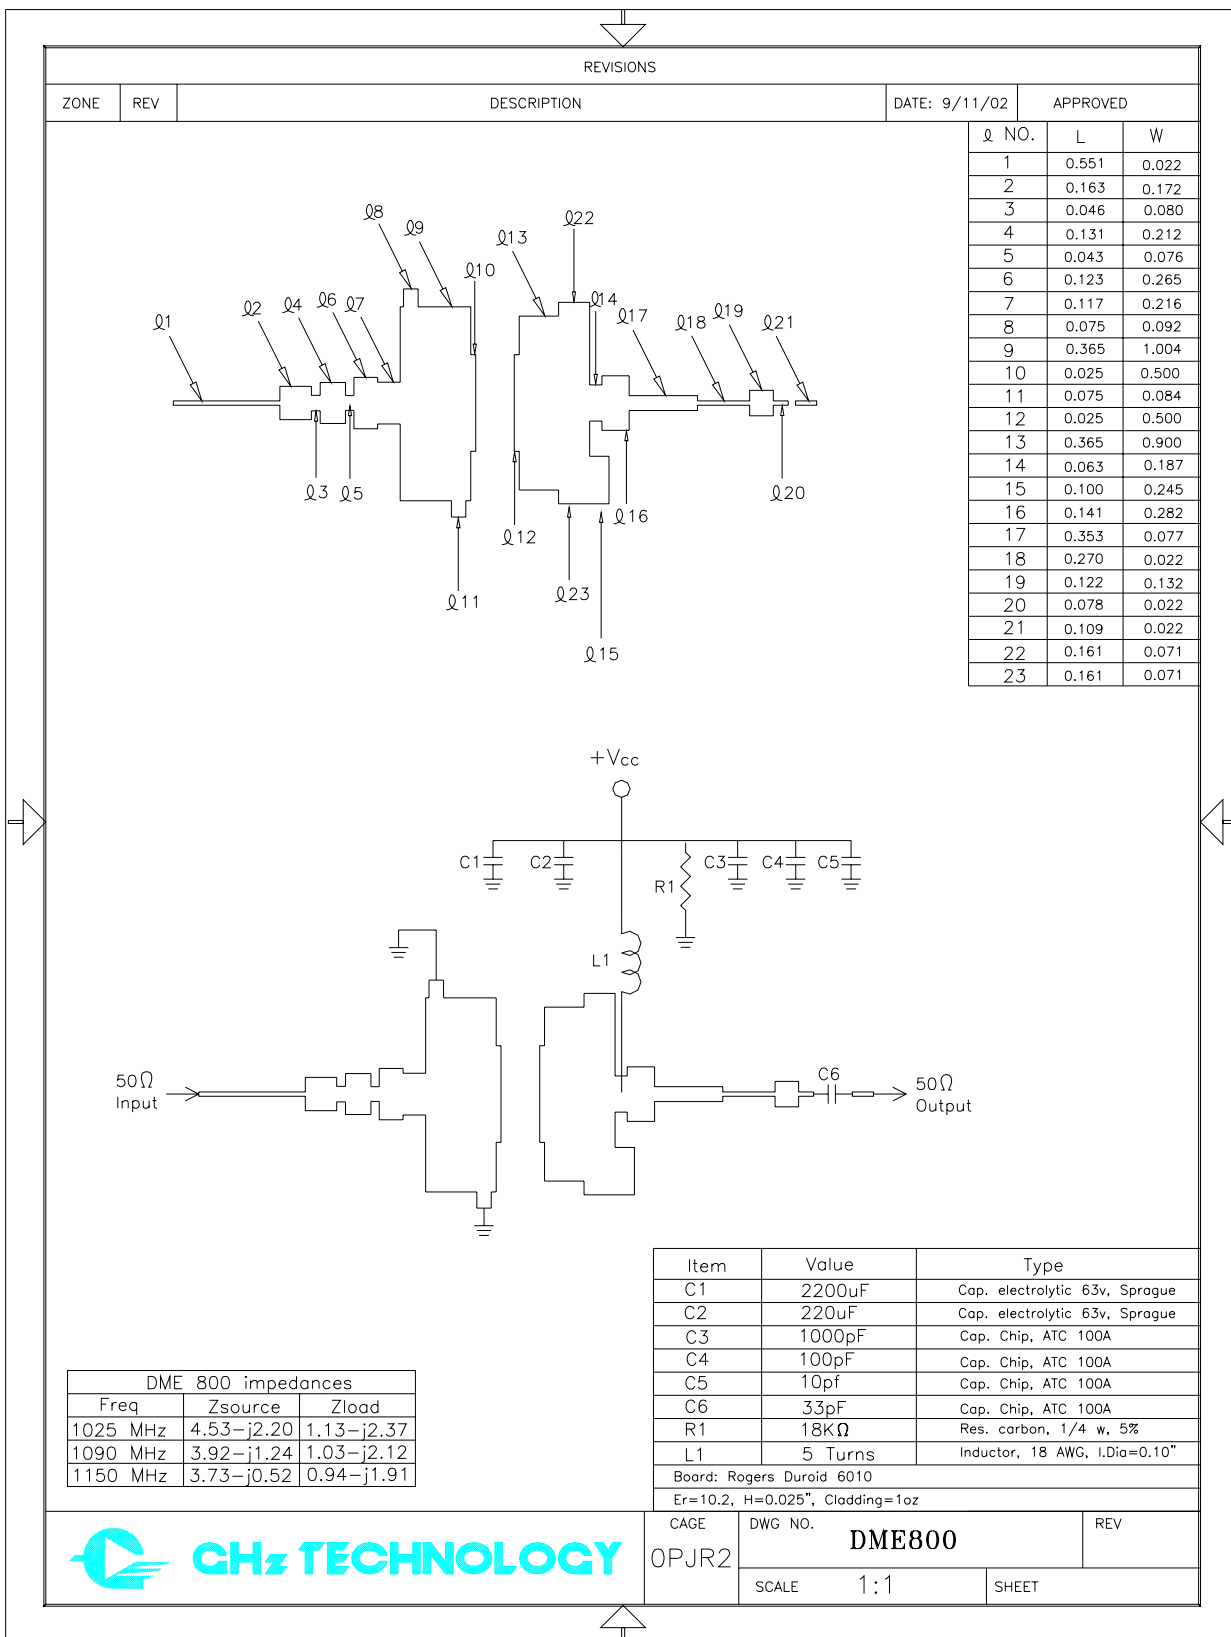 REVISIONS
ZONE REV DESCRIPTION DATE: 9/11/02 APPROVED
ℓ NO. L W
1 0.551 0.022
2 0.163 0.172
3 0.046 0.080
4 0.131 0.212
5 0.043 0.076
6 0.123 0.265
7 0.117 0.216
8 0.075 0.092
9 0.365 1.004
10 0.025 0.500
11 0.075 0.084
12 0.025 0.500
13 0.365 0.900
14 0.063 0.187
15 0.100 0.245
16 0.141 0.282
17 0.353 0.077
18 0.270 0.022
19 0.122 0.132
20 0.078 0.022
21 0.109 0.022
22 0.161 0.071
23 0.161 0.071
ℓ8 ℓ22
ℓ9 ℓ13
ℓ10
ℓ2 ℓ4 ℓ6 ℓ7 ℓ14 ℓ19
ℓ1 ℓ17 ℓ18 ℓ21
ℓ3 ℓ5 ℓ20
ℓ16
ℓ12
ℓ11 ℓ23
ℓ15
+Vcc
C1 C2 C3 C4 C5
R1
L1
50Ω
Input
C6
50Ω
Output
Item Value Type
C1 2200uF Cap. electrolytic 63v, Sprague
C2 220uF Cap. electrolytic 63v, Sprague
C3 1000pF Cap. Chip, ATC 100A
C4 100pF Cap. Chip, ATC 100A
C5 10pf Cap. Chip, ATC 100A
C6 33pF Cap. Chip, ATC 100A
R1 18KΩ Res. carbon, 1/4 w, 5%
L1 5 Turns Inductor, 18 AWG, I.Dia=0.10"
Board: Rogers Duroid 6010
Er=10.2, H=0.025", Cladding=1oz
DME 800 impedances
Freq Zsource Zload
1025 MHz 4.53-j2.20 1.13-j2.37
1090 MHz 3.92-j1.24 1.03-j2.12
1150 MHz 3.73-j0.52 0.94-j1.91
GHz TECHNOLOGY
CAGE
0PJR2
DWG NO. DME800
REV
SCALE 1:1
SHEET